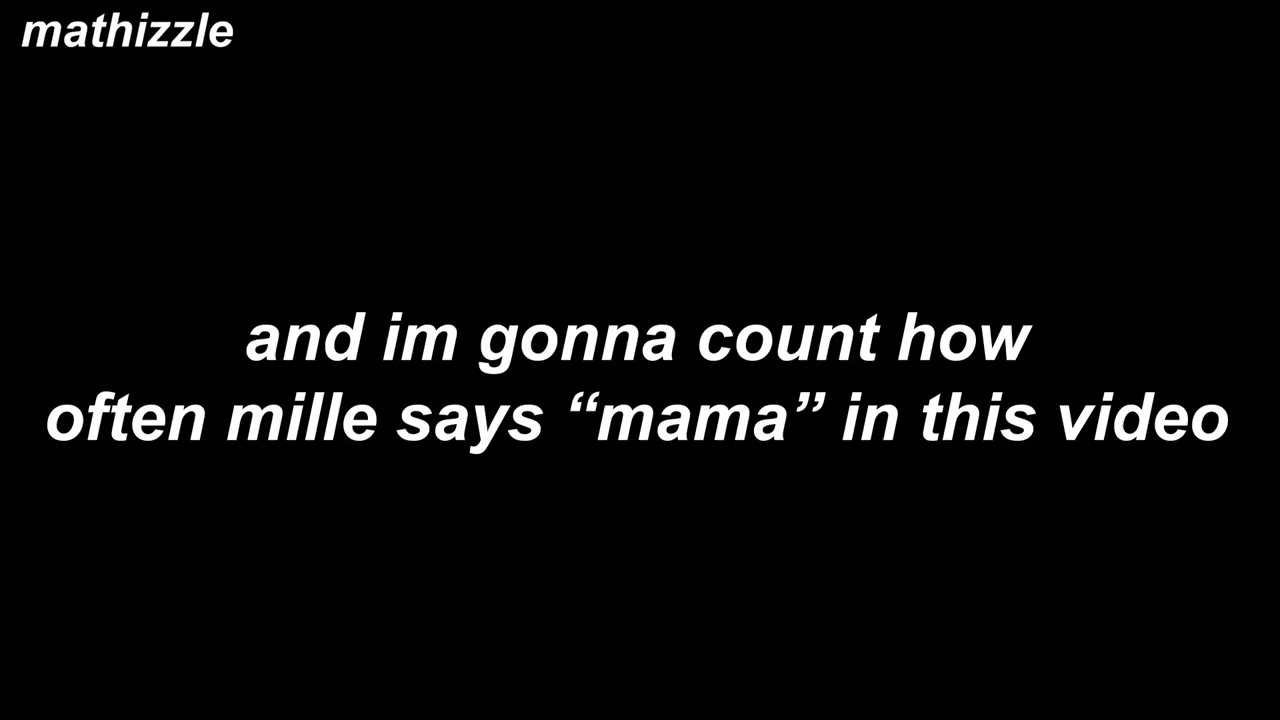 mathizzle
and im gonna count how
often mille says “mama” in this video